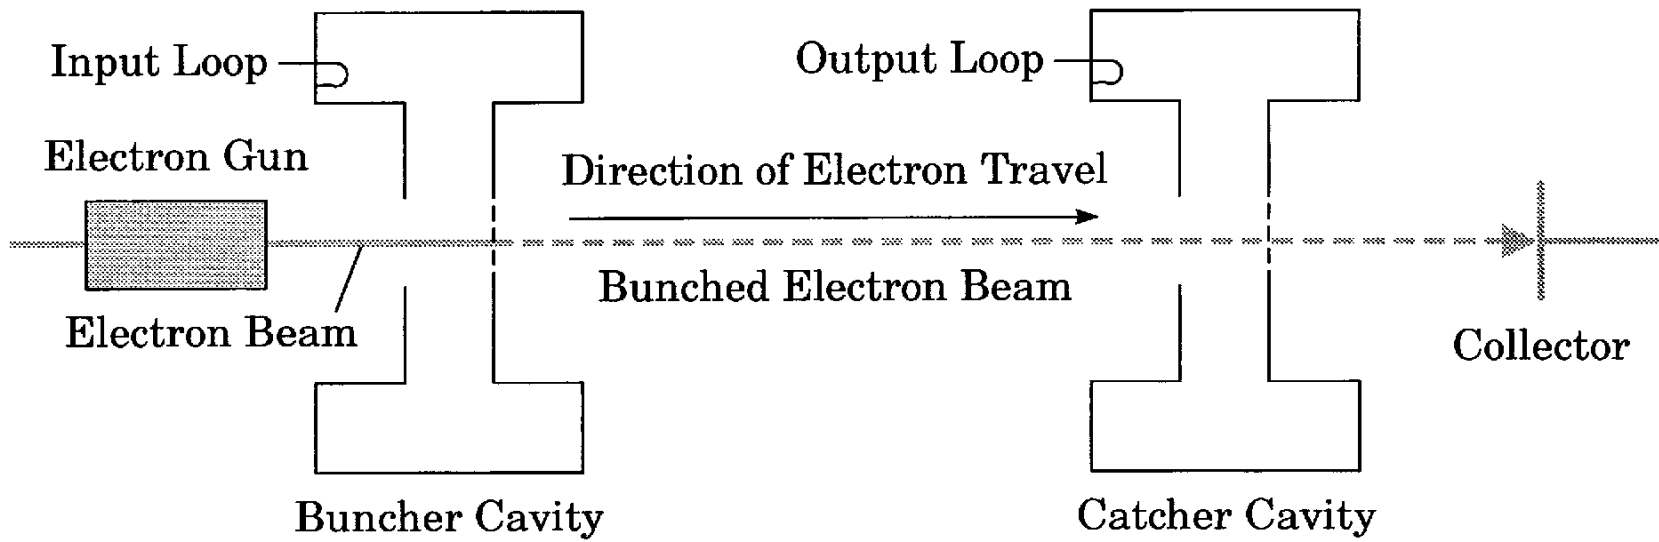 Input Loop
Output Loop
Electron Gun
Direction of Electron Travel
Bunched Electron Beam
Electron Beam
Collector
Buncher Cavity
Catcher Cavity